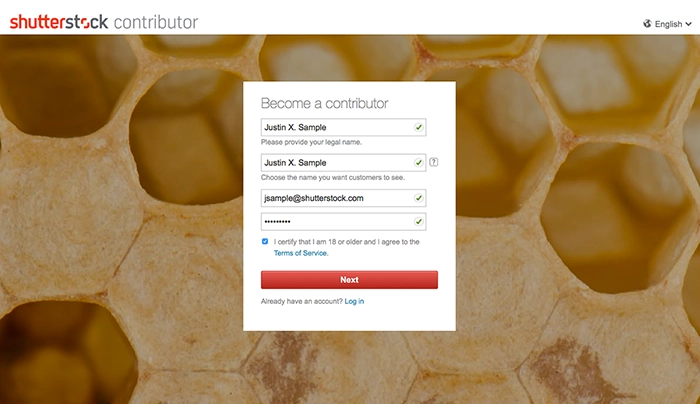 shutterstock contributor
English
Become a contributor
Justin X. Sample
Please provide your legal name.
Justin X. Sample
?
Choose the name you want customers to see.
jsample@shutterstock.com
•••••••••
I certify that I am 18 or older and I agree to the
Terms of Service.
Next
Already have an account? Log in